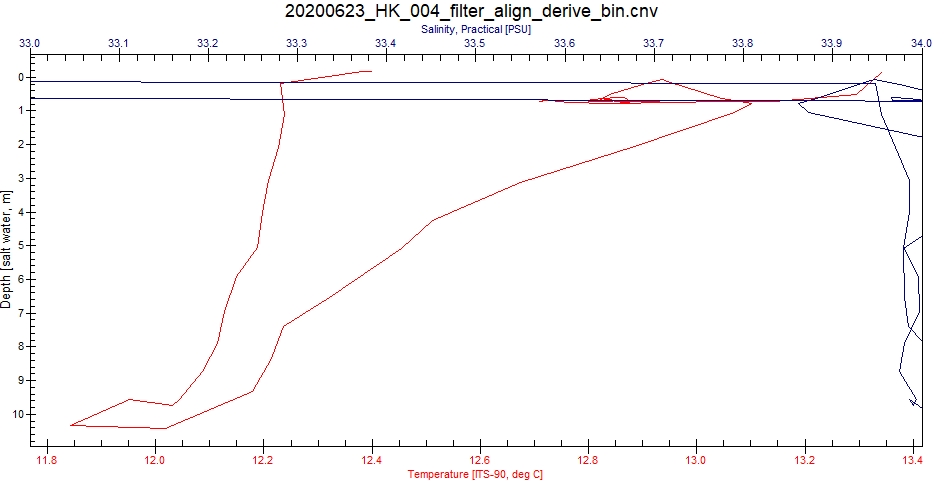 20200623_HK_004_filter_align_derive_bin.cnv
Salinity, Practical [PSU]
33.0 33.1 33.2 33.3 33.4 33.5 33.6 33.7 33.8 33.9 34.0
Depth [salt water, m]
0
1
2
3
4
5
6
7
8
9
10
11.8 12.0 12.2 12.4 12.6 12.8 13.0 13.2 13.4
Temperature [ITS-90, deg C]